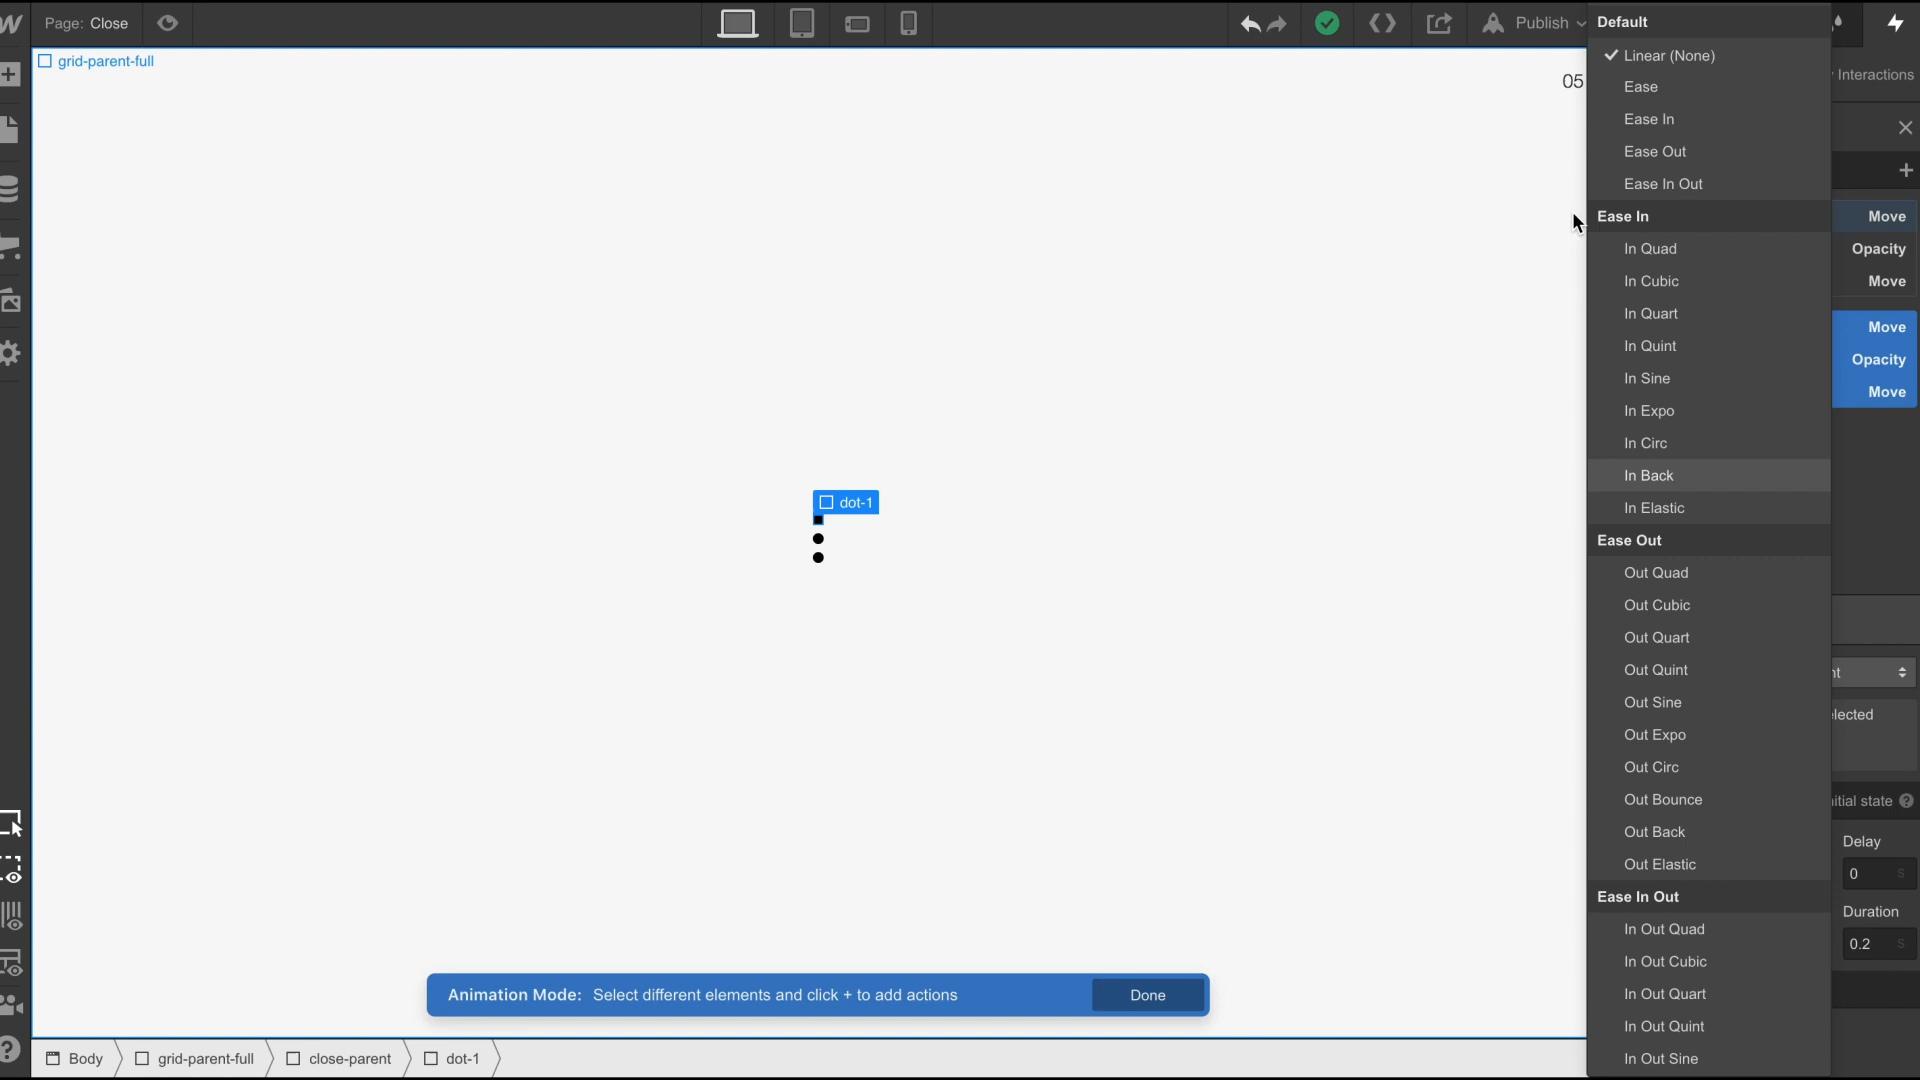 Page: Close
Publish
grid-parent-full
05
dot-1
Animation Mode: Select different elements and click + to add actions
Done
Body
grid-parent-full
close-parent
dot-1
Default
Linear (None)
Ease
Ease In
Ease Out
Ease In Out
Ease In
In Quad
In Cubic
In Quart
In Quint
In Sine
In Expo
In Circ
In Back
In Elastic
Ease Out
Out Quad
Out Cubic
Out Quart
Out Quint
Out Sine
Out Expo
Out Circ
Out Bounce
Out Back
Out Elastic
Ease In Out
In Out Quad
In Out Cubic
In Out Quart
In Out Quint
In Out Sine
Interactions
Move
Opacity
Move
Move
Opacity
Move
nt
elected
nitial state
Delay
0 S
Duration
0.2 S